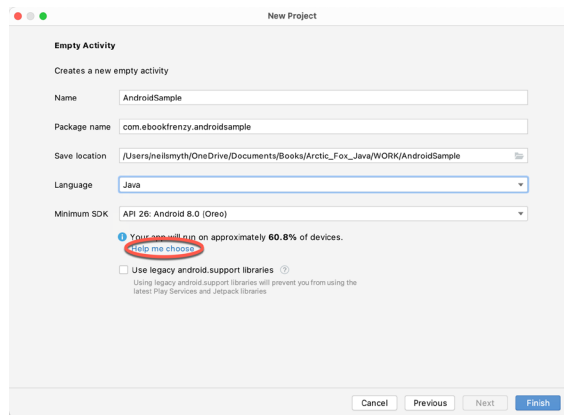 New Project
Empty Activity
Creates a new empty activity
Name AndroidSample
Package name com.ebookfrenzy.androidsample
Save location /Users/neilsmyth/OneDrive/Documents/Books/Arctic_Fox_Java/WORK/AndroidSample
Language Java
Minimum SDK API 26: Android 8.0 (Oreo)
Your app will run on approximately 60.8% of devices.
Help me choose
Use legacy android.support libraries ?
Using legacy android.support libraries will prevent you from using the
latest Play Services and Jetpack libraries
Cancel Previous Next Finish